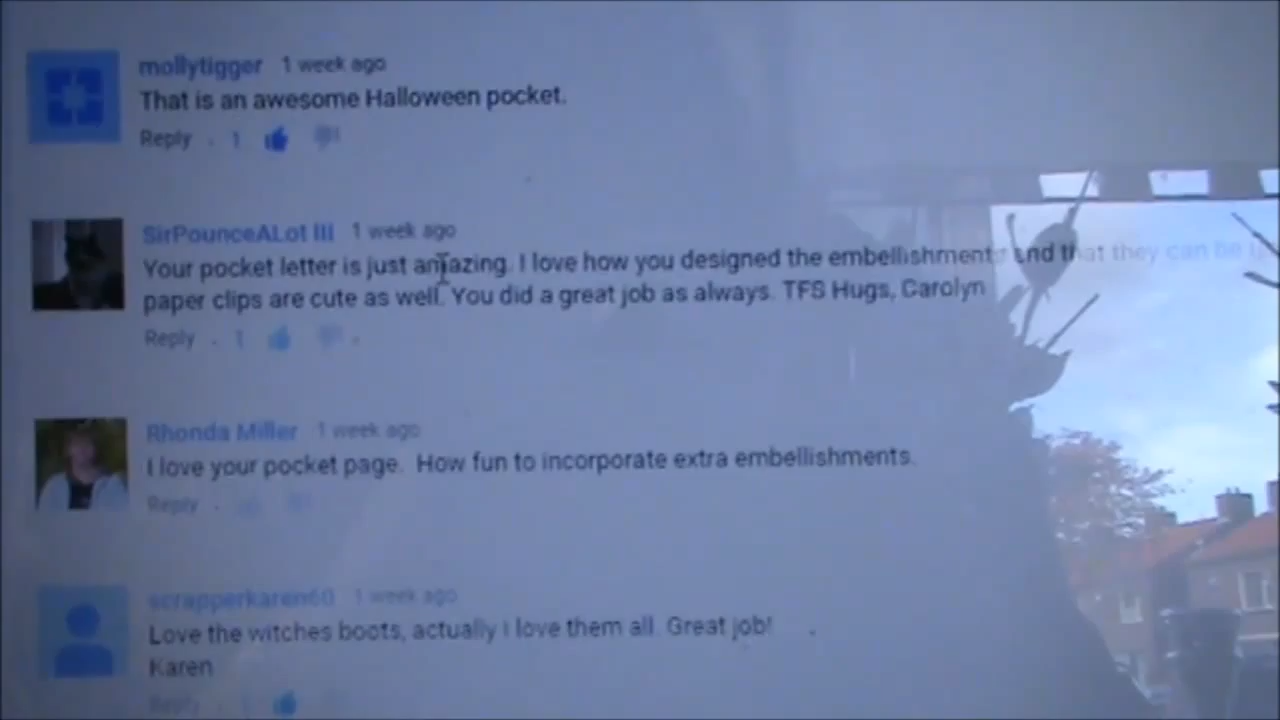 mollytigger 1 week ago
That is an awesome Halloween pocket.
Reply . 1
SirPounceALot III 1 week ago
Your pocket letter is just amazing. I love how you designed the embellishments and that they can be
paper clips are cute as well. You did a great job as always. TFS Hugs, Carolyn
Reply . 1
Rhonda Miller 1 week ago
I love your pocket page. How fun to incorporate extra embellishments.
Reply .
scrapperkaren60 1 week ago
Love the witches boots, actually I love them all. Great job!
Karen
Reply 1